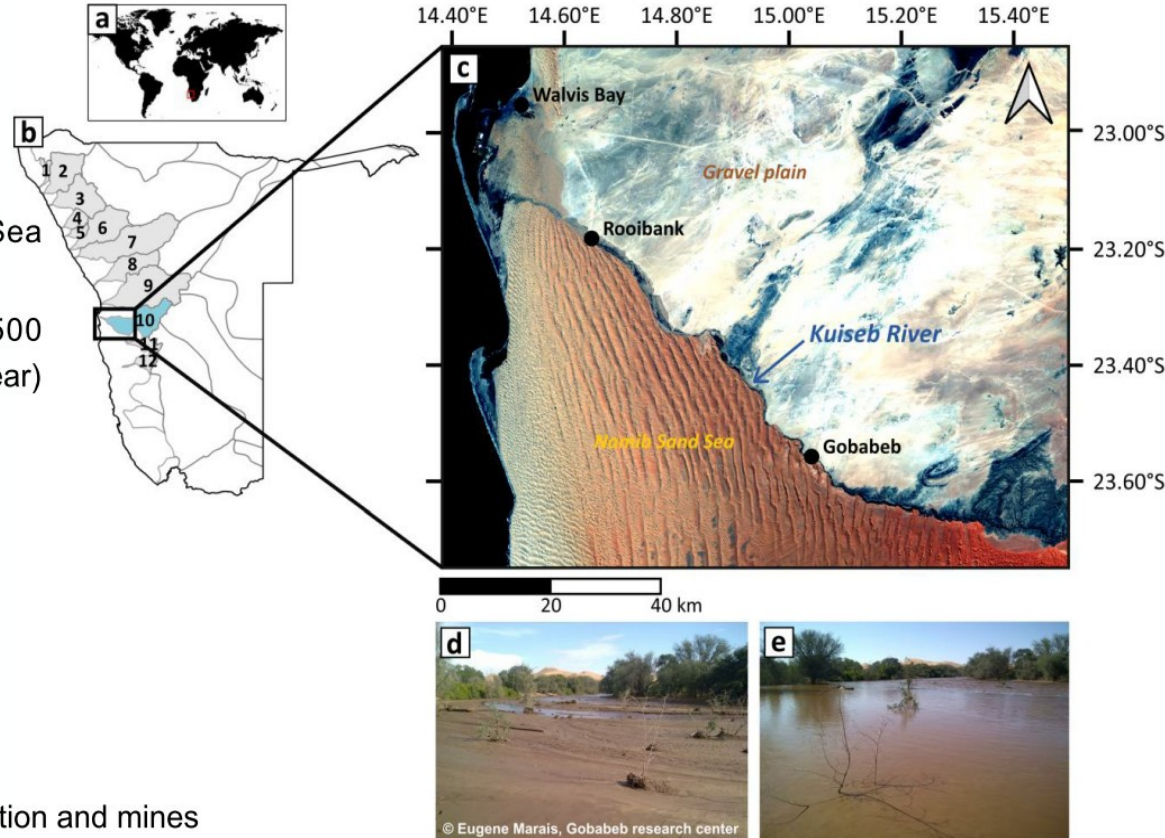 Sea
500
ear)
tion and mines
a
b
1
2
3
4
5
6
7
8
9
10
11
12
14.40°E 14.60°E 14.80°E 15.00°E 15.20°E 15.40°E
c
Walvis Bay
Gravel plain
Rooibank
Kuiseb River
Namib Sand Sea
Gobabeb
23.00°S
23.20°S
23.40°S
23.60°S
0 20 40 km
d
© Eugene Marais, Gobabeb research center
e